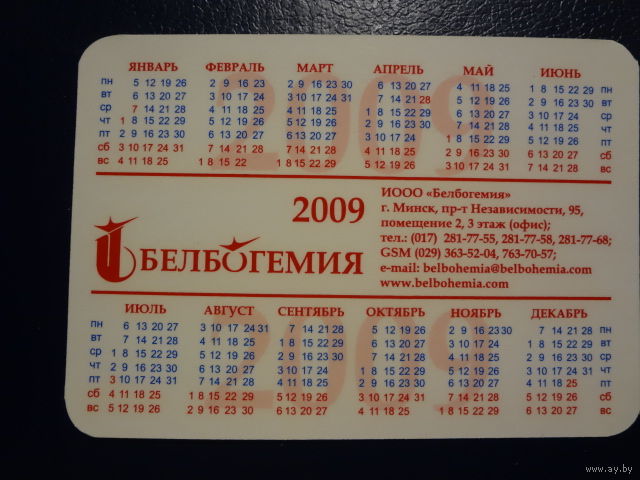 ЯНВАРЬ ФЕВРАЛЬ МАРТ АПРЕЛЬ МАЙ ИЮНЬ
пн 5 12 19 26 2 9 16 23 2 9 16 23 30 6 13 20 27 4 11 18 25 1 8 15 22 29 пн
вт 6 13 20 27 3 10 17 24 3 10 17 24 31 7 14 21 28 5 12 19 26 2 9 16 23 30 вт
ср 7 14 21 28 4 11 18 25 4 11 18 25 1 8 15 22 29 6 13 20 27 3 10 17 24 ср
чт 1 8 15 22 29 5 12 19 26 5 12 19 26 2 9 16 23 30 7 14 21 28 4 11 18 25 чт
пт 2 9 16 23 30 6 13 20 27 6 13 20 27 3 10 17 24 1 8 15 22 29 5 12 19 26 пт
сб 3 10 17 24 31 7 14 21 28 7 14 21 28 4 11 18 25 2 9 16 23 30 6 13 20 27 сб
вс 4 11 18 25 1 8 15 22 1 8 15 22 29 5 12 19 26 3 10 17 24 31 7 14 21 28 вс
2009
2009
БЕЛБОГЕМИЯ
ИООО «Белбогемия»
г. Минск, пр-т Независимости, 95,
помещение 2, 3 этаж (офис);
тел.: (017) 281-77-55, 281-77-58, 281-77-68;
GSM (029) 363-52-04, 763-70-57;
e-mail: belbohemia@belbohemia.com
www.belbohemia.com
ИЮЛЬ АВГУСТ СЕНТЯБРЬ ОКТЯБРЬ НОЯБРЬ ДЕКАБРЬ
пн 6 13 20 27 3 10 17 24 31 7 14 21 28 5 12 19 26 2 9 16 23 30 7 14 21 28 пн
вт 7 14 21 28 4 11 18 25 1 8 15 22 29 6 13 20 27 3 10 17 24 1 8 15 22 29 вт
ср 1 8 15 22 29 5 12 19 26 2 9 16 23 30 7 14 21 28 4 11 18 25 2 9 16 23 30 ср
чт 2 9 16 23 30 6 13 20 27 3 10 17 24 1 8 15 22 29 5 12 19 26 3 10 17 24 31 чт
пт 3 10 17 24 31 7 14 21 28 4 11 18 25 2 9 16 23 30 6 13 20 27 4 11 18 25 пт
сб 4 11 18 25 1 8 15 22 29 5 12 19 26 3 10 17 24 31 7 14 21 28 5 12 19 26 сб
вс 5 12 19 26 2 9 16 23 30 6 13 20 27 4 11 18 25 1 8 15 22 29 6 13 20 27 вс
2009
www.ay.by